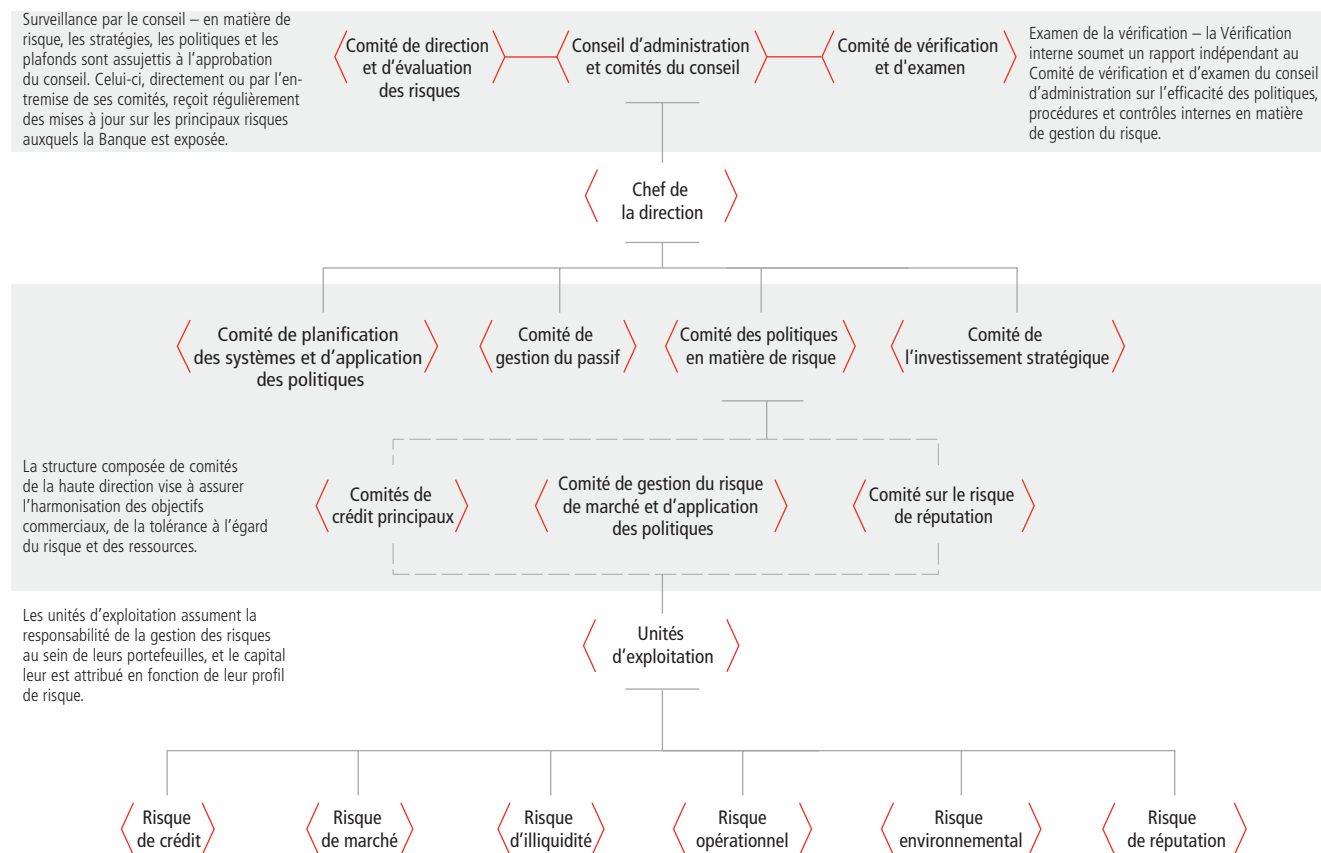 Surveillance par le conseil – en matière de
risque, les stratégies, les politiques et les
plafonds sont assujettis à l'approbation
du conseil. Celui-ci, directement ou par l'en-
tremise de ses comités, reçoit régulièrement
des mises à jour sur les principaux risques
auxquels la Banque est exposée.
Comité de direction
et d'évaluation
des risques
Conseil d'administration
et comités du conseil
Comité de vérification
et d'examen
Examen de la vérification – la Vérification
interne soumet un rapport indépendant au
Comité de vérification et d'examen du conseil
d'administration sur l'efficacité des politiques,
procédures et contrôles internes en matière
de gestion du risque.
Chef de
la direction
Comité de planification
des systèmes et d'application
des politiques
Comité de
gestion du passif
Comité des politiques
en matière de risque
Comité de
l'investissement stratégique
La structure composée de comités
de la haute direction vise à assurer
l'harmonisation des objectifs
commerciaux, de la tolérance à l'égard
du risque et des ressources.
Comités de
crédit principaux
Comité de gestion du risque
de marché et d'application
des politiques
Comité sur le risque
de réputation
Les unités d'exploitation assument la
responsabilité de la gestion des risques
au sein de leurs portefeuilles, et le capital
leur est attribué en fonction de leur profil
de risque.
Unités
d'exploitation
Risque
de crédit
Risque
de marché
Risque
d'illiquidité
Risque
opérationnel
Risque
environnemental
Risque
de réputation